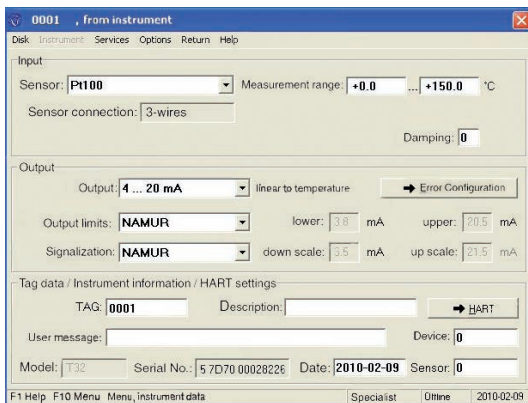 0001 , from instrument
Disk Instrument Services Options Return Help
Input
Sensor: Pt100 Measurement range: +0.0 ... +150.0 °C
Sensor connection: 3-wires
Damping: 0
Output
Output: 4 ... 20 mA linear to temperature → Error Configuration
Output limits: NAMUR lower: 3.8 mA upper: 20.5 mA
Signalization: NAMUR down scale: 3.5 mA up scale: 21.5 mA
Tag data / Instrument information / HART settings
TAG: 0001 Description: → HART
User message: Device: 0
Model: T32 Serial No.: 5 7D70 00028226 Date: 2010-02-09 Sensor: 0
F1 Help F10 Menu Menu, instrument data Specialist Offline 2010-02-09